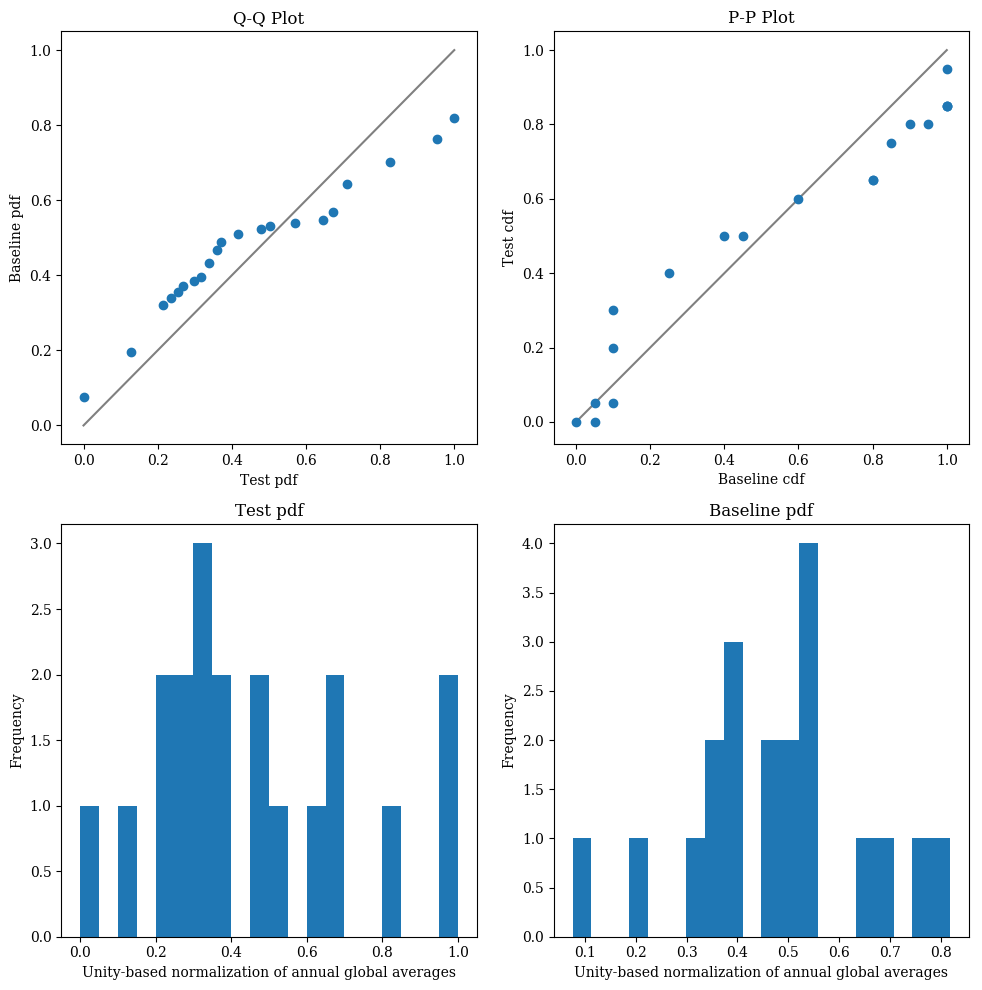 Q-Q Plot
1.0
0.8
0.6
0.4
0.2
0.0
Baseline pdf
0.0 0.2 0.4 0.6 0.8 1.0
Test pdf
P-P Plot
1.0
0.8
0.6
0.4
0.2
0.0
Test cdf
0.0 0.2 0.4 0.6 0.8 1.0
Baseline cdf
Test pdf
3.0
2.5
2.0
1.5
1.0
0.5
0.0
Frequency
0.0 0.2 0.4 0.6 0.8 1.0
Unity-based normalization of annual global averages
Baseline pdf
4.0
3.5
3.0
2.5
2.0
1.5
1.0
0.5
0.0
Frequency
0.1 0.2 0.3 0.4 0.5 0.6 0.7 0.8
Unity-based normalization of annual global averages